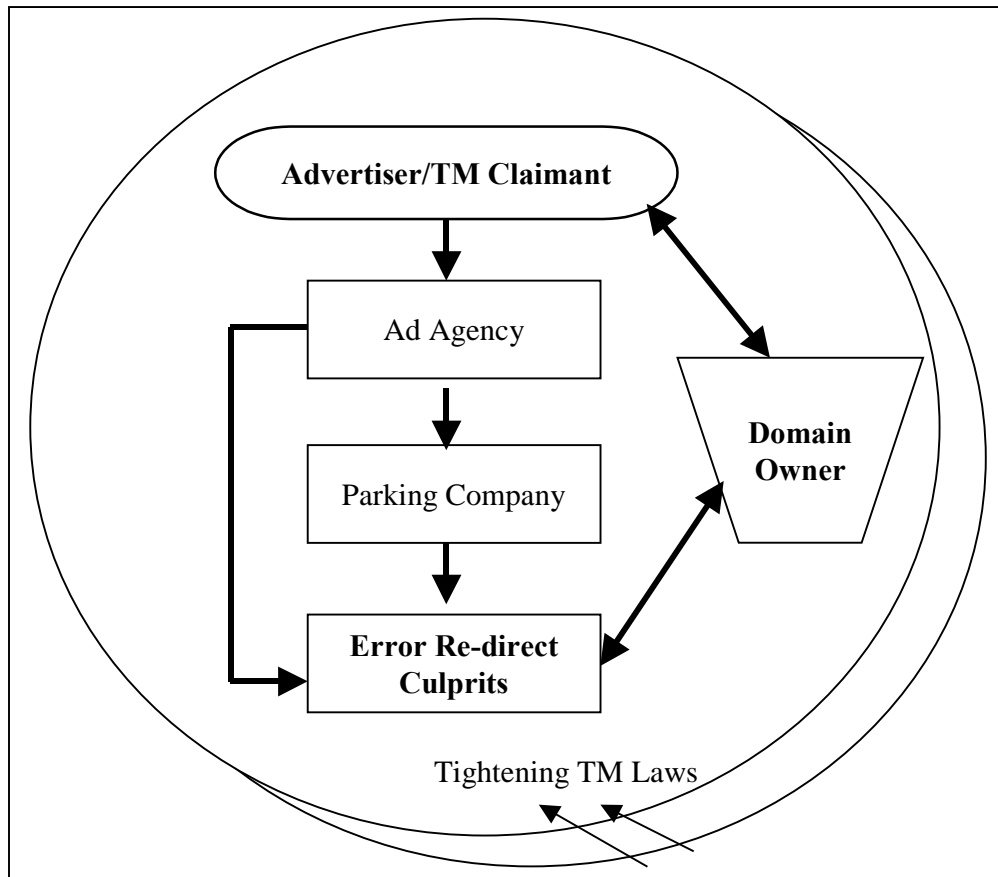 Advertiser/TM Claimant
Ad Agency
Domain
Owner
Parking Company
Error Re-direct
Culprits
Tightening TM Laws